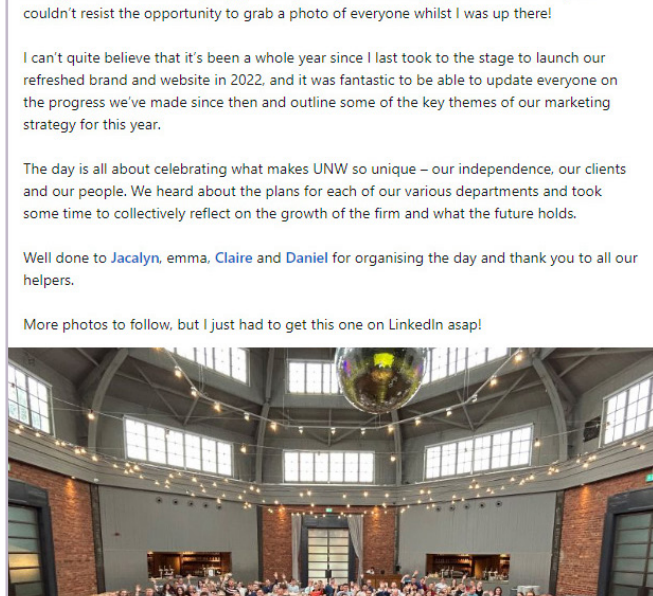 couldn't resist the opportunity to grab a photo of everyone whilst I was up there!
I can't quite believe that it's been a whole year since I last took to the stage to launch our
refreshed brand and website in 2022, and it was fantastic to be able to update everyone on
the progress we've made since then and outline some of the key themes of our marketing
strategy for this year.
The day is all about celebrating what makes UNW so unique – our independence, our clients
and our people. We heard about the plans for each of our various departments and took
some time to collectively reflect on the growth of the firm and what the future holds.
Well done to Jacalyn, emma, Claire and Daniel for organising the day and thank you to all our
helpers.
More photos to follow, but I just had to get this one on LinkedIn asap!